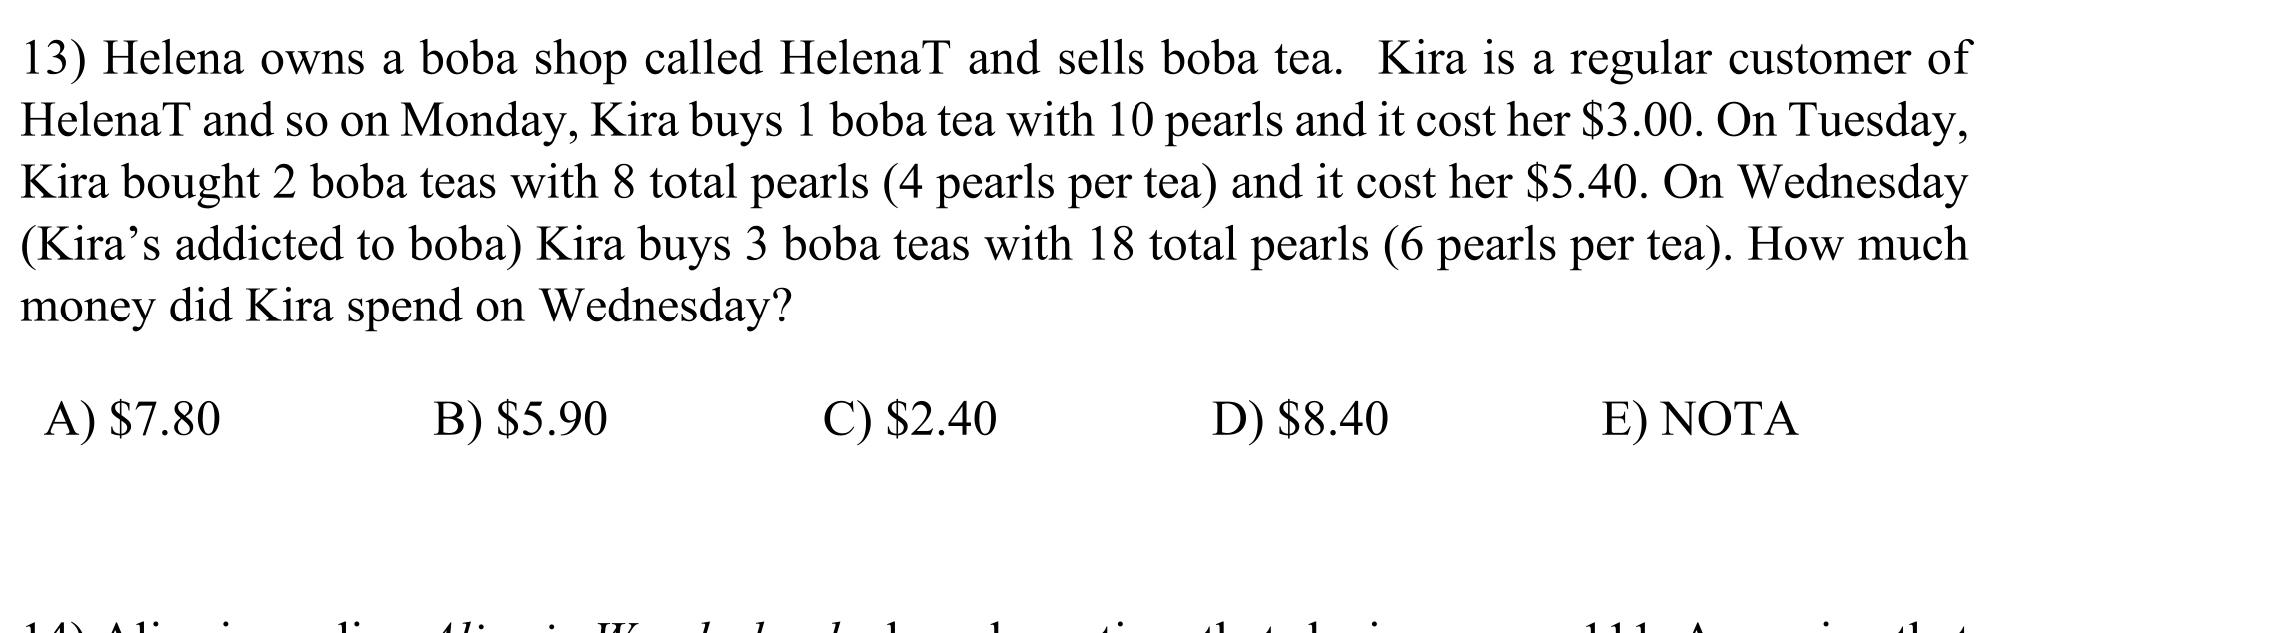 13) Helena owns a boba shop called HelenaT and sells boba tea. Kira is a regular customer of
HelenaT and so on Monday, Kira buys 1 boba tea with 10 pearls and it cost her $3.00. On Tuesday,
Kira bought 2 boba teas with 8 total pearls (4 pearls per tea) and it cost her $5.40. On Wednesday
(Kira’s addicted to boba) Kira buys 3 boba teas with 18 total pearls (6 pearls per tea). How much
money did Kira spend on Wednesday?
A) $7.80 B) $5.90 C) $2.40 D) $8.40 E) NOTA